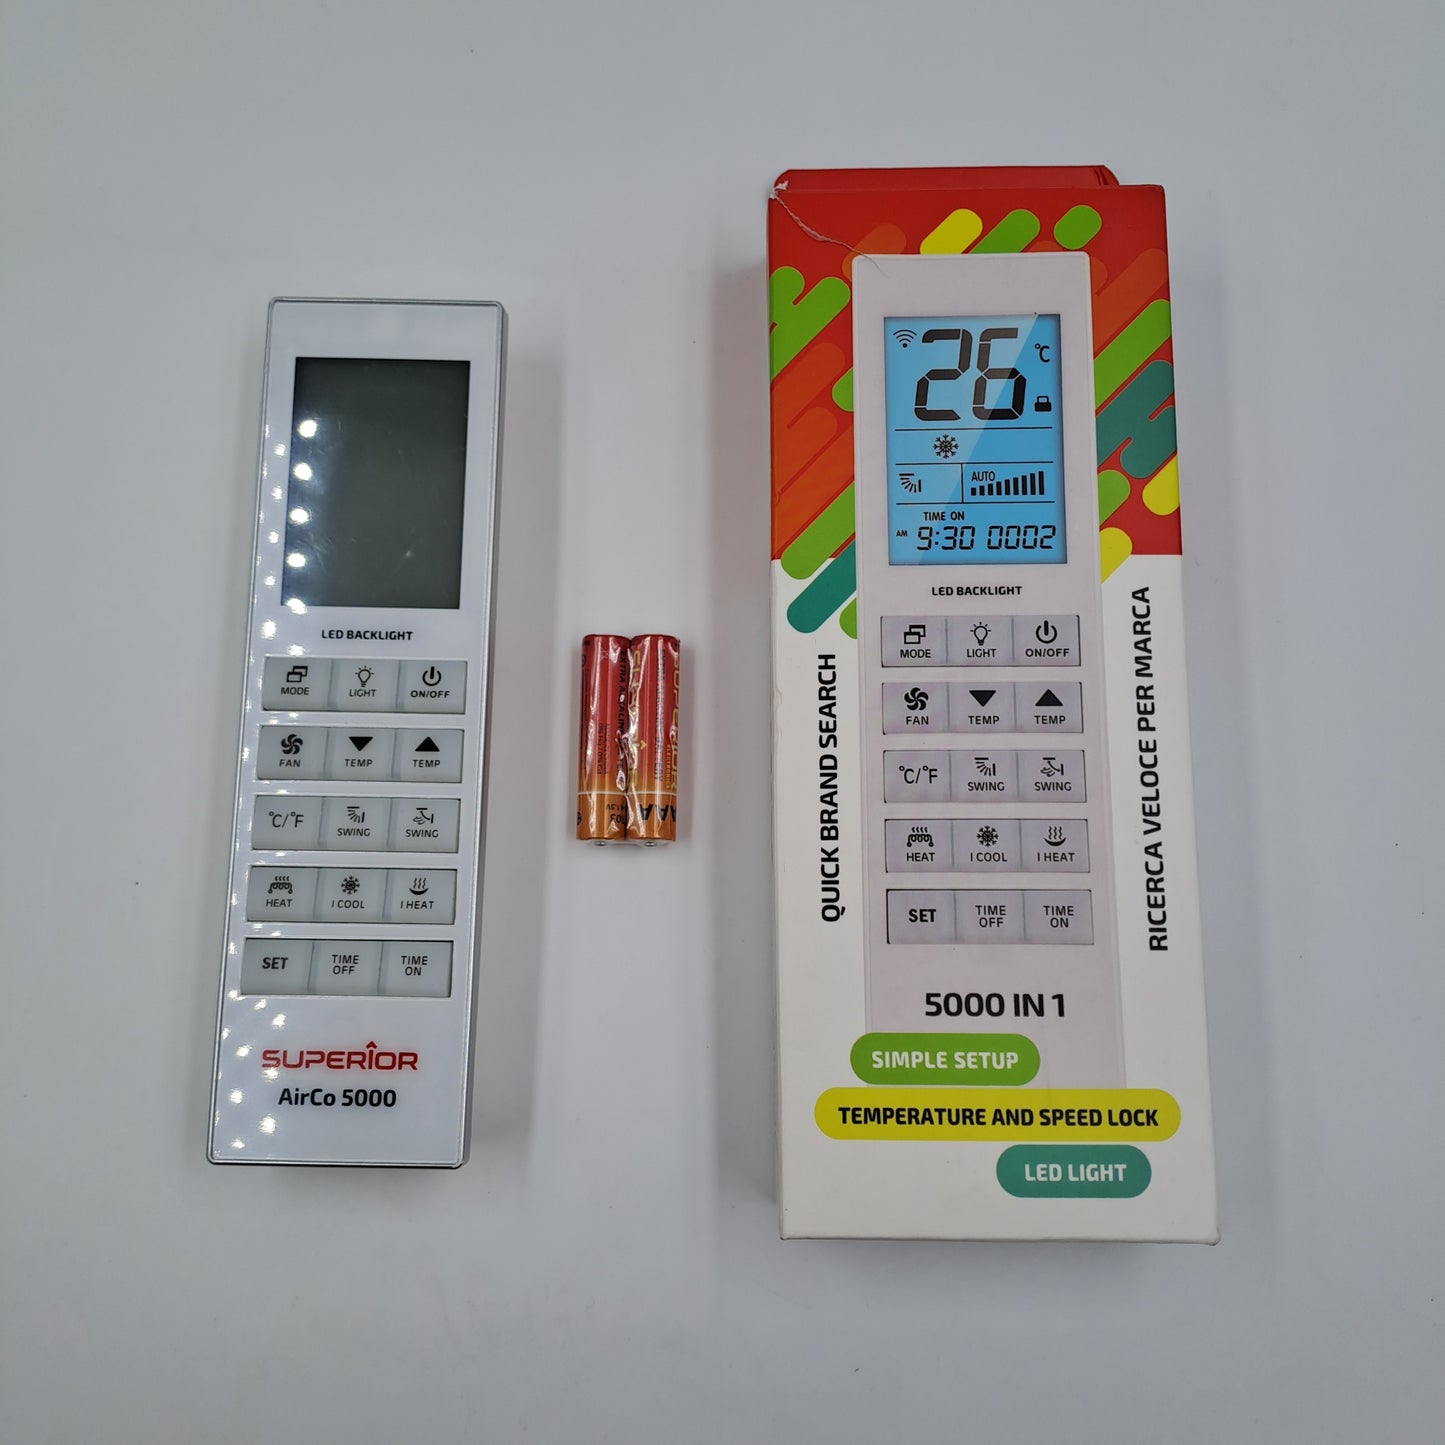 LED BACKLIGHT
MODE LIGHT ON/OFF
FAN TEMP TEMP
°C/°F SWING SWING
HEAT I COOL I HEAT
SET TIME OFF TIME ON
SUPERIOR
AirCo 5000
EXTRA ALKALINE
AAA
26 °C
AUTO
TIME ON
AM 9:30 0002
LED BACKLIGHT
MODE LIGHT ON/OFF
FAN TEMP TEMP
°C/°F SWING SWING
HEAT I COOL I HEAT
SET TIME OFF TIME ON
QUICK BRAND SEARCH
RICERCA VELOCE PER MARCA
5000 IN 1
SIMPLE SETUP
TEMPERATURE AND SPEED LOCK
LED LIGHT